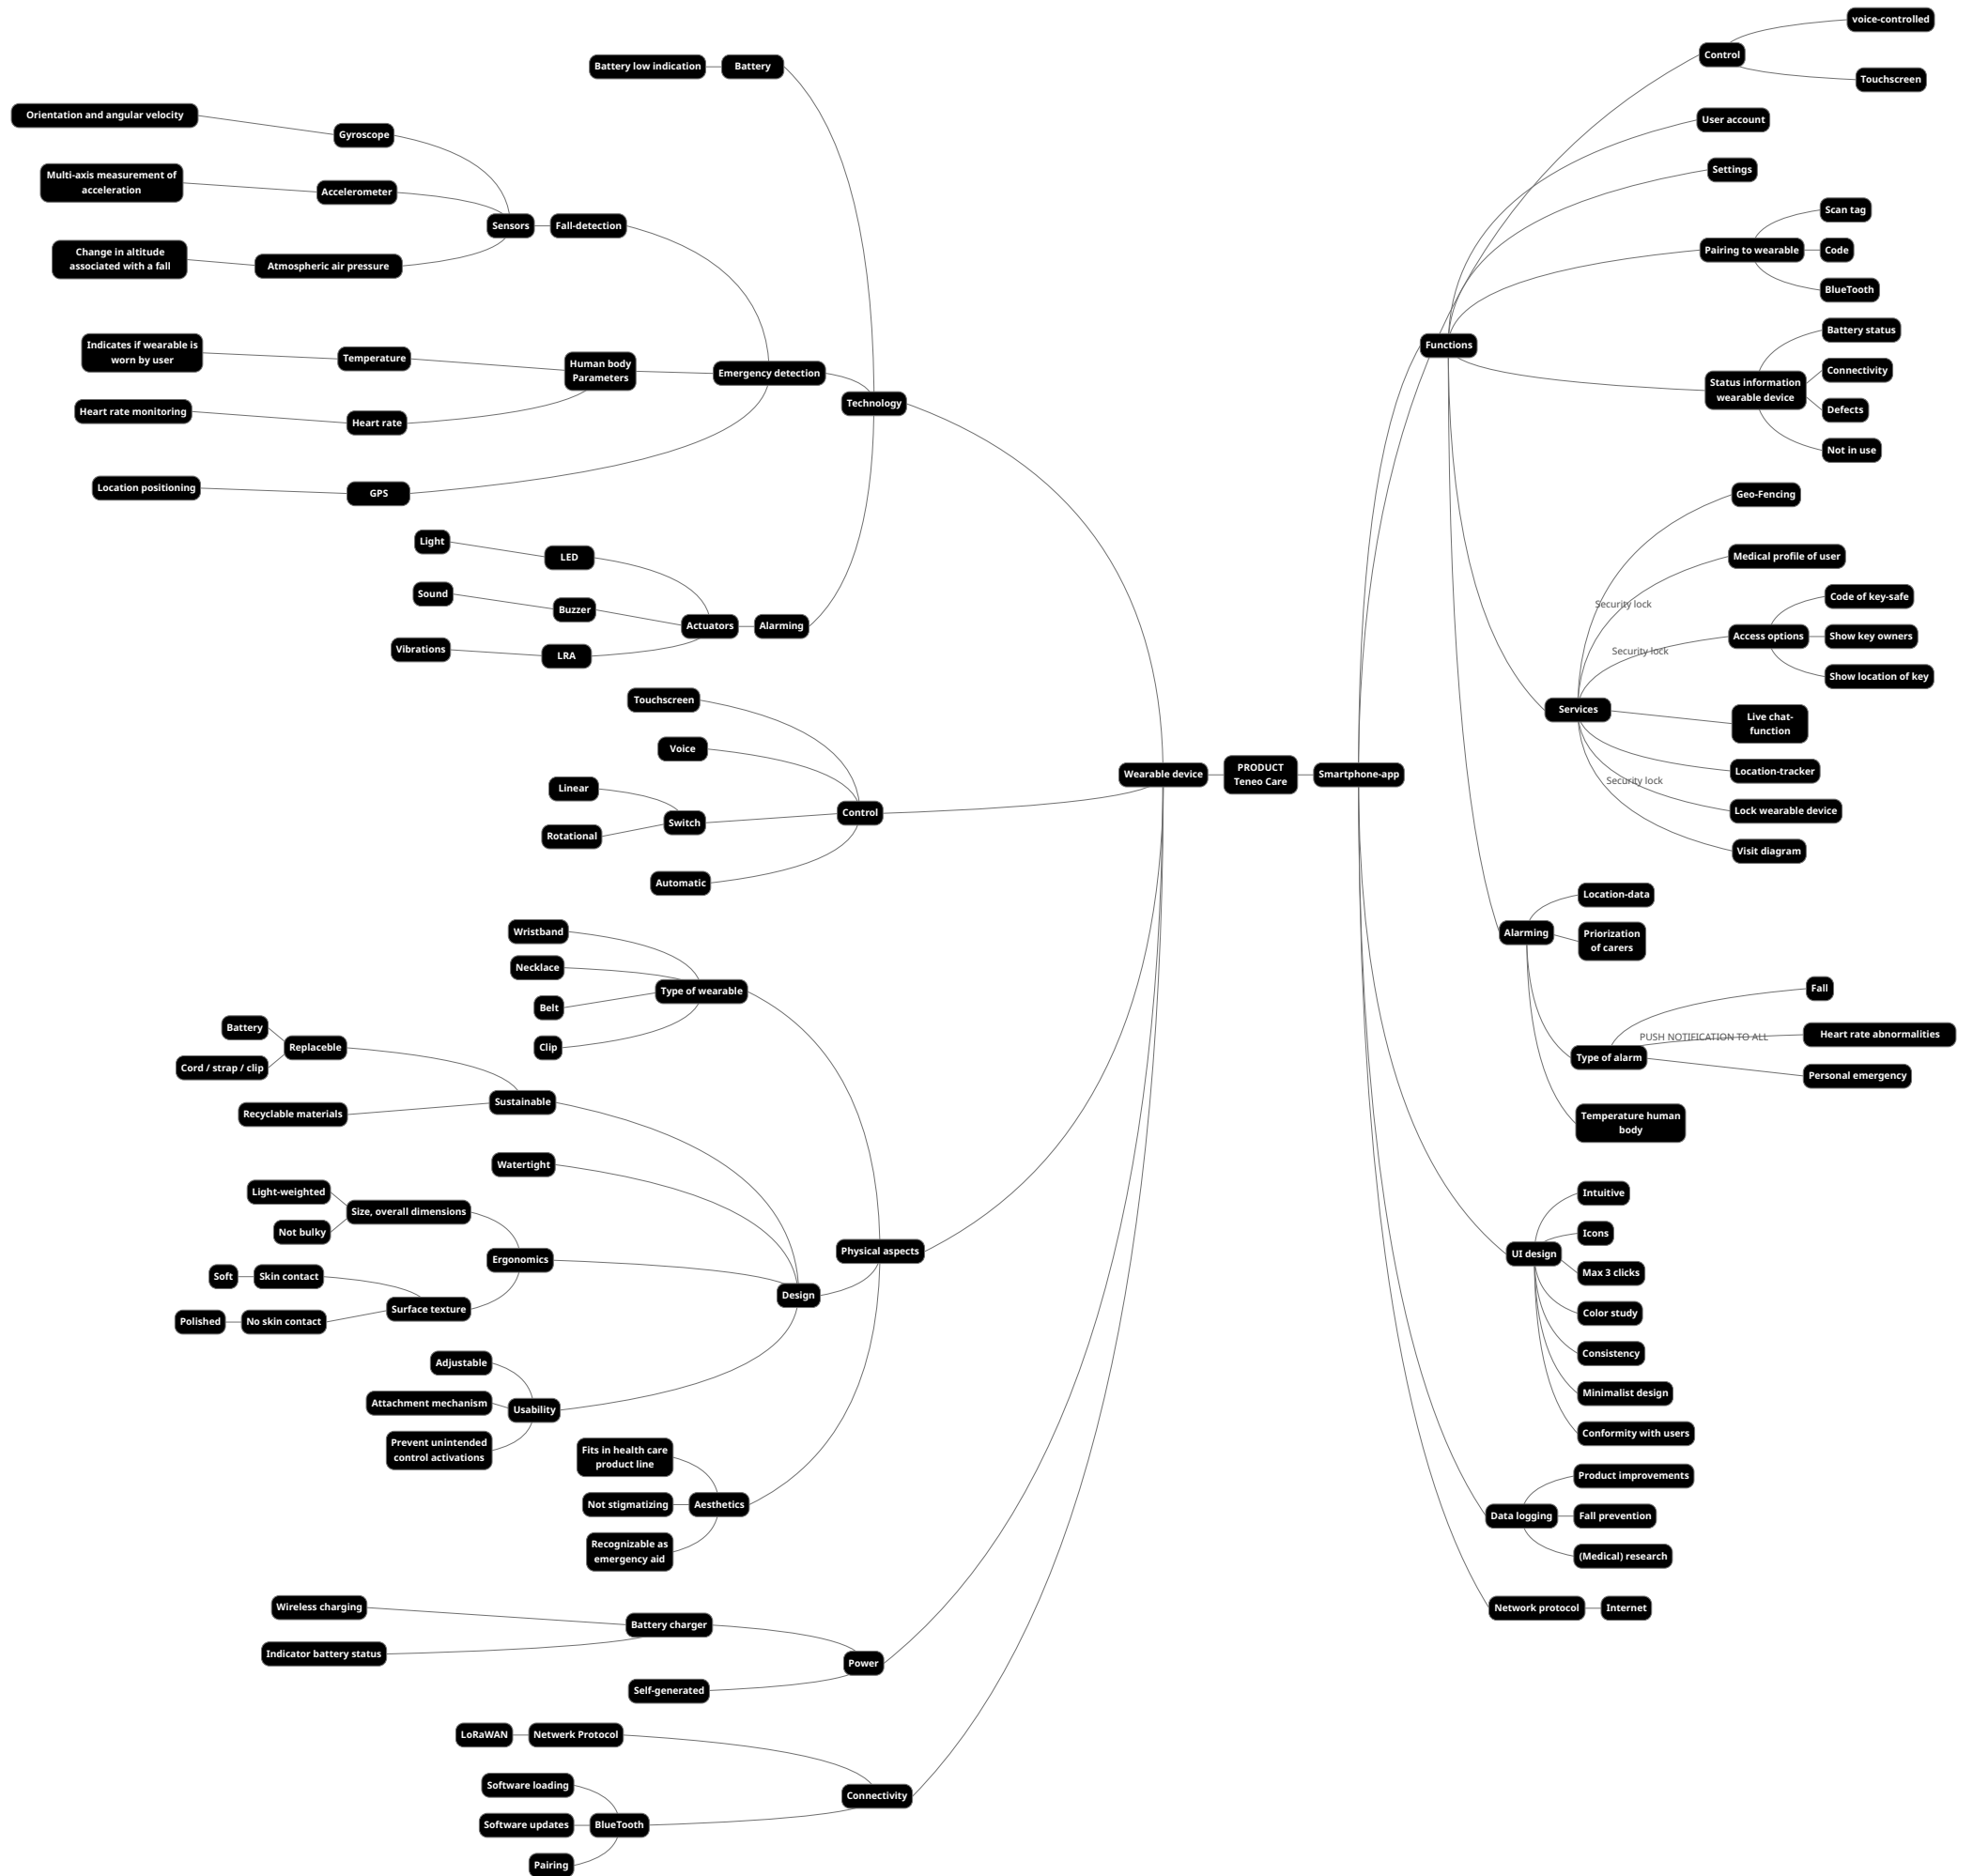 PRODUCT
Teneo Care
Wearable device
Technology
Battery
Battery low indication
Emergency detection
Fall-detection
Sensors
Gyroscope
Orientation and angular velocity
Accelerometer
Multi-axis measurement of
acceleration
Atmospheric air pressure
Change in altitude
associated with a fall
Human body
Parameters
Temperature
Indicates if wearable is
worn by user
Heart rate
Heart rate monitoring
GPS
Location positioning
Alarming
Actuators
LED
Light
Buzzer
Sound
LRA
Vibrations
Control
Touchscreen
Voice
Switch
Linear
Rotational
Automatic
Physical aspects
Type of wearable
Wristband
Necklace
Belt
Clip
Design
Sustainable
Replaceble
Battery
Cord / strap / clip
Recyclable materials
Watertight
Ergonomics
Size, overall dimensions
Light-weighted
Not bulky
Surface texture
Skin contact
Soft
No skin contact
Polished
Usability
Adjustable
Attachment mechanism
Prevent unintended
control activations
Aesthetics
Fits in health care
product line
Not stigmatizing
Recognizable as
emergency aid
Power
Battery charger
Wireless charging
Indicator battery status
Self-generated
Connectivity
Netwerk Protocol
LoRaWAN
BlueTooth
Software loading
Software updates
Pairing
Smartphone-app
Functions
Control
voice-controlled
Touchscreen
User account
Settings
Pairing to wearable
Scan tag
Code
BlueTooth
Status information
wearable device
Battery status
Connectivity
Defects
Not in use
Services
Geo-Fencing
Security lock
Medical profile of user
Security lock
Access options
Code of key-safe
Show key owners
Show location of key
Live chat-
function
Location-tracker
Security lock
Lock wearable device
Visit diagram
Alarming
Location-data
Priorization
of carers
Type of alarm
Fall
PUSH NOTIFICATION TO ALL
Heart rate abnormalities
Personal emergency
Temperature human
body
UI design
Intuitive
Icons
Max 3 clicks
Color study
Consistency
Minimalist design
Conformity with users
Data logging
Product improvements
Fall prevention
(Medical) research
Network protocol
Internet